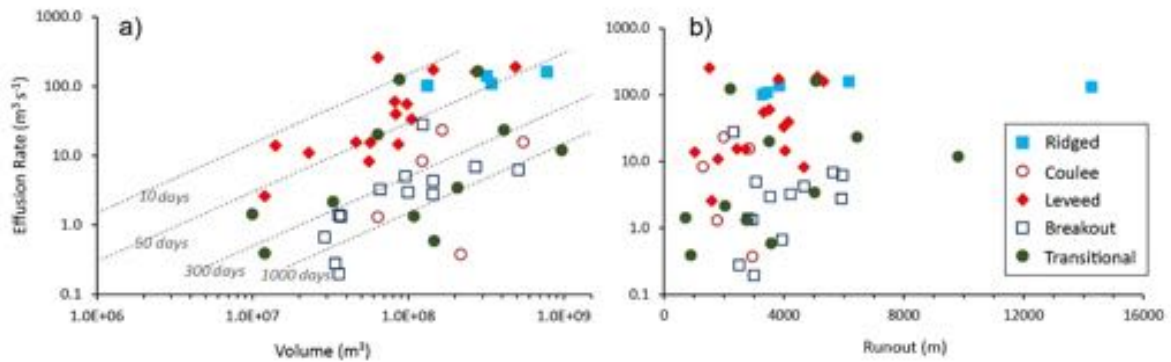 a)
Effusion Rate (m³ s⁻¹)
1000.0
100.0
10.0
1.0
0.1
10 days
50 days
300 days
1000 days
1.0E+06
1.0E+07
1.0E+08
1.0E+09
Volume (m³)
b)
1000.0
100.0
10.0
1.0
0.1
0
4000
8000
12000
16000
Runout (m)
Ridged
Coulee
Leveed
Breakout
Transitional